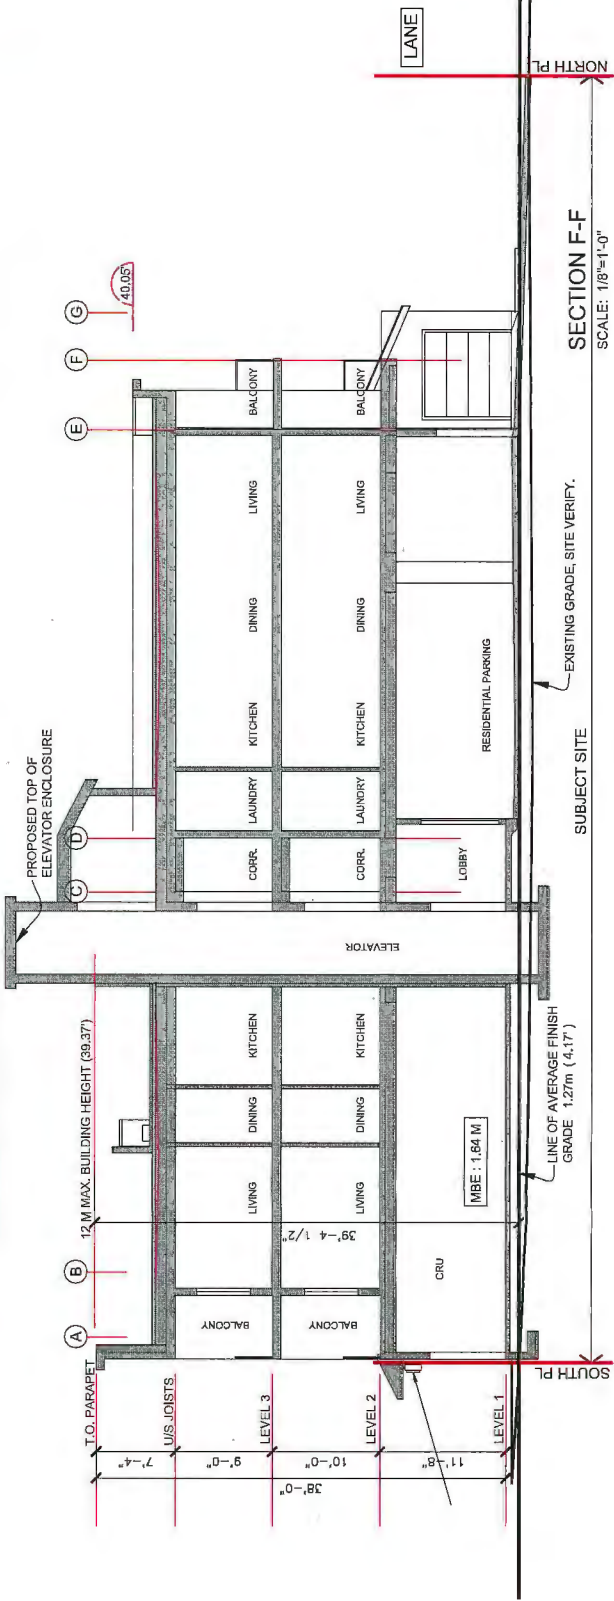 PROPOSED TOP OF
ELEVATOR ENCLOSURE
12 M MAX. BUILDING HEIGHT (39.37')
A
B
C
D
E
F
G
40.05'
T.O. PARAPET
U/S JOISTS
LEVEL 3
LEVEL 2
LEVEL 1
7'-4"
9'-0"
10'-0"
11'-8"
38'-0"
39'-4 1/2"
BALCONY
LIVING
DINING
KITCHEN
CORR.
LAUNDRY
KITCHEN
DINING
LIVING
BALCONY
BALCONY
LIVING
DINING
KITCHEN
ELEVATOR
CORR.
LAUNDRY
KITCHEN
DINING
LIVING
BALCONY
CRU
MBE : 1.64 M
LOBBY
RESIDENTIAL PARKING
LANE
SOUTH PL
NORTH PL
LINE OF AVERAGE FINISH
GRADE 1.27m ( 4.17' )
SUBJECT SITE
EXISTING GRADE, SITE VERIFY.
SECTION F-F
SCALE: 1/8"=1'-0"